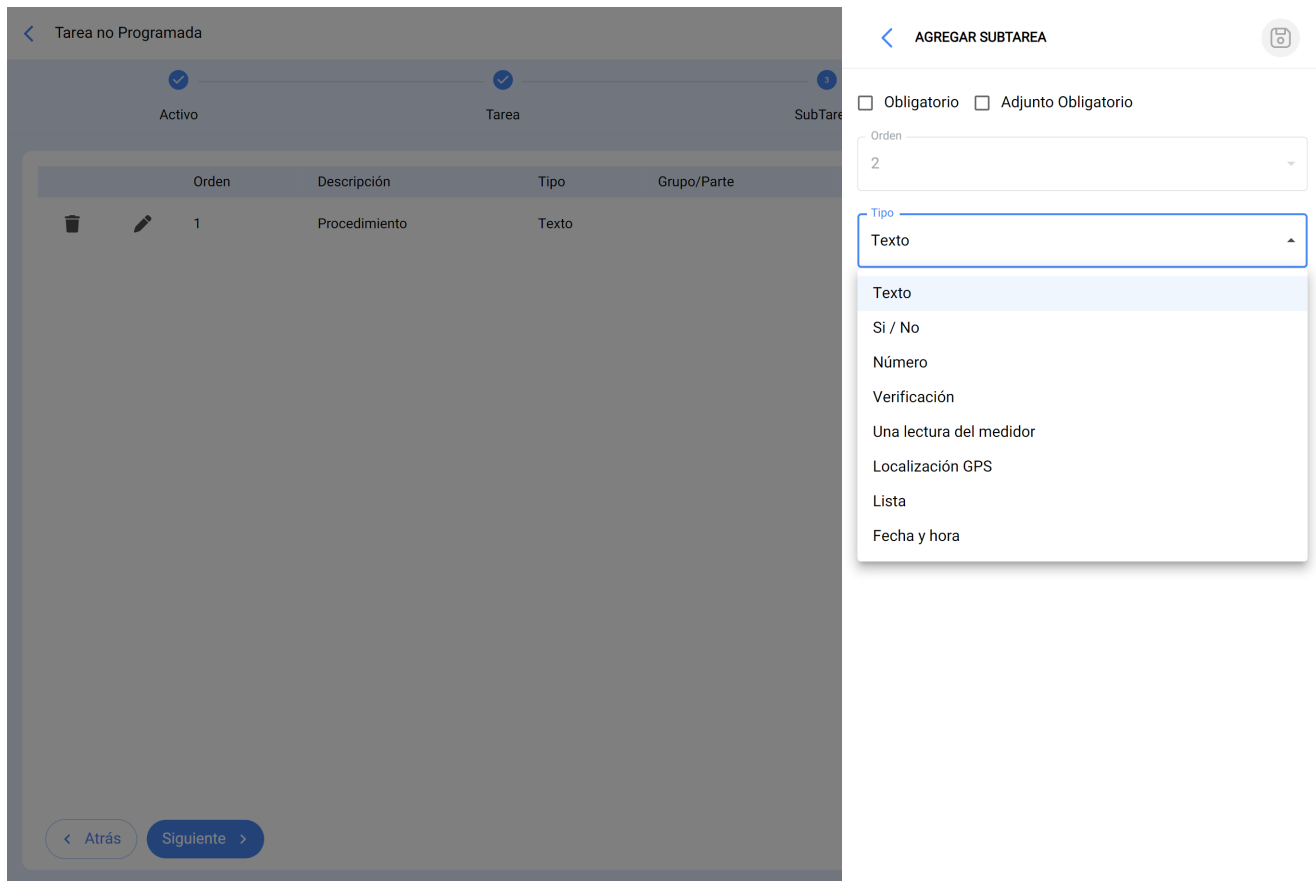 Tarea no Programada
Activo
Tarea
3
SubTare
Orden Descripción Tipo Grupo/Parte
1 Procedimiento Texto
Atrás
Siguiente
AGREGAR SUBTAREA
Obligatorio Adjunto Obligatorio
Orden
2
Tipo
Texto
Texto
Si / No
Número
Verificación
Una lectura del medidor
Localización GPS
Lista
Fecha y hora